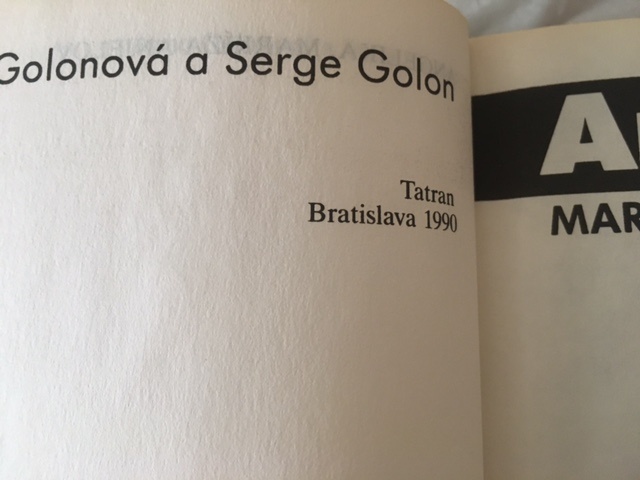 Golonová a Serge Golon
Tatran
Bratislava 1990
A
MAR